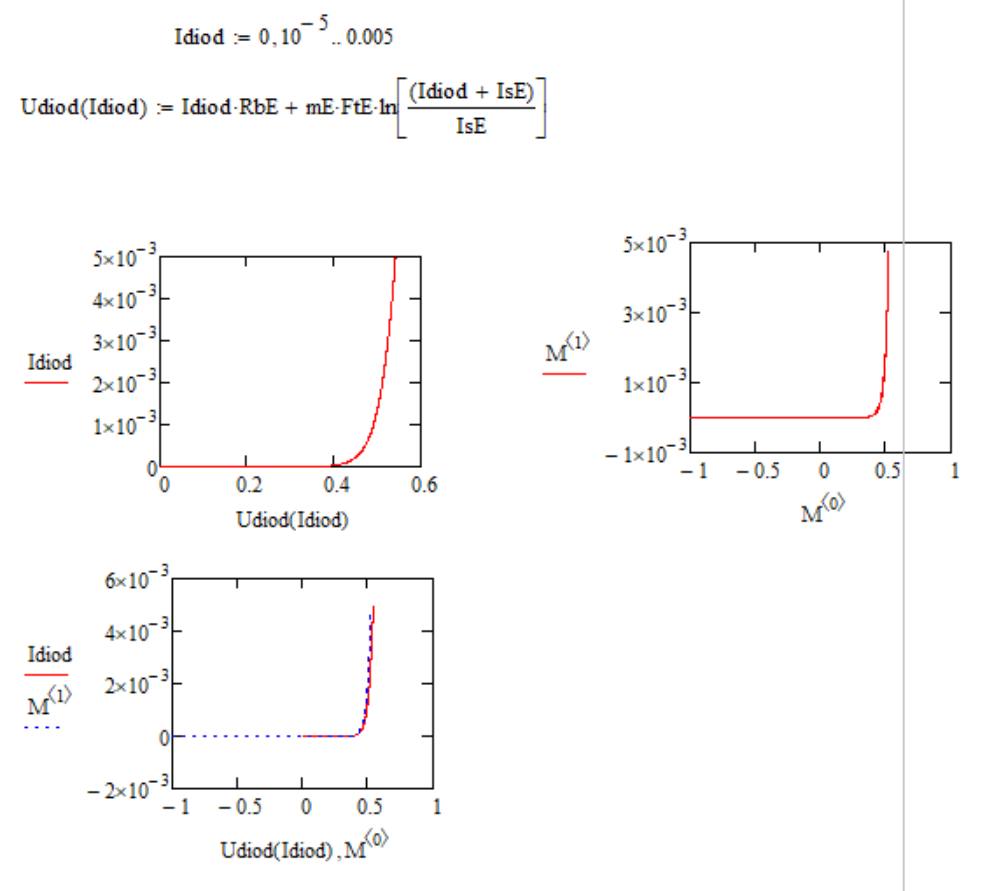 Idiod := 0, 10^−5 .. 0.005
Udiod(Idiod) := Idiod·RbE + mE·FtE·ln[(Idiod + IsE)/IsE]
5×10^−3
4×10^−3
3×10^−3
Idiod
2×10^−3
1×10^−3
0
0 0.2 0.4 0.6
Udiod(Idiod)
5×10^−3
3×10^−3
M^⟨1⟩
1×10^−3
−1×10^−3
−1 −0.5 0 0.5 1
M^⟨0⟩
6×10^−3
4×10^−3
Idiod
2×10^−3
M^⟨1⟩
0
−2×10^−3
−1 −0.5 0 0.5 1
Udiod(Idiod), M^⟨0⟩